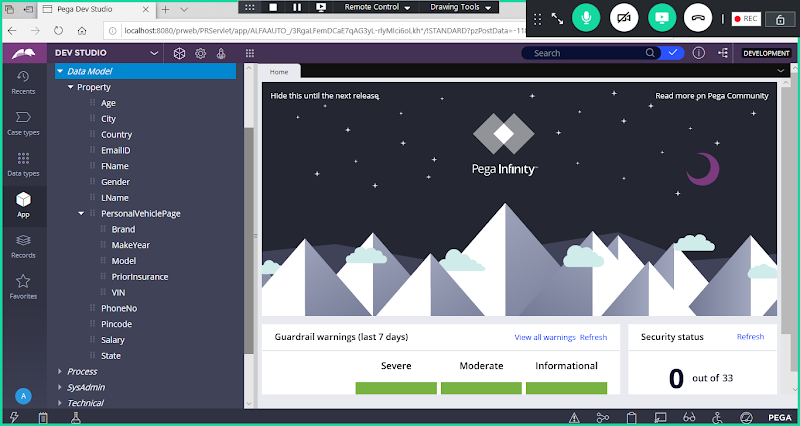 Pega Dev Studio
Remote Control
Drawing Tools
REC
localhost:8080/prweb/PRServlet/app/ALFAAUTO_/3RgaLFemDCaE7qAG3yL-rlyMlci6oLkh*/!STANDARD?pzPostData=-118
DEV STUDIO
Search
DEVELOPMENT
Recents
Case types
Data types
App
Records
Favorites
A
Data Model
Property
Age
City
Country
EmailID
FName
Gender
LName
PersonalVehiclePage
Brand
MakeYear
Model
PriorInsurance
VIN
PhoneNo
Pincode
Salary
State
Process
SysAdmin
Technical
Home
Hide this until the next release
Read more on Pega Community
Pega Infinity™
Guardrail warnings (last 7 days)
View all warnings Refresh
Severe
Moderate
Informational
Security status
Refresh
0 out of 33
PEGA